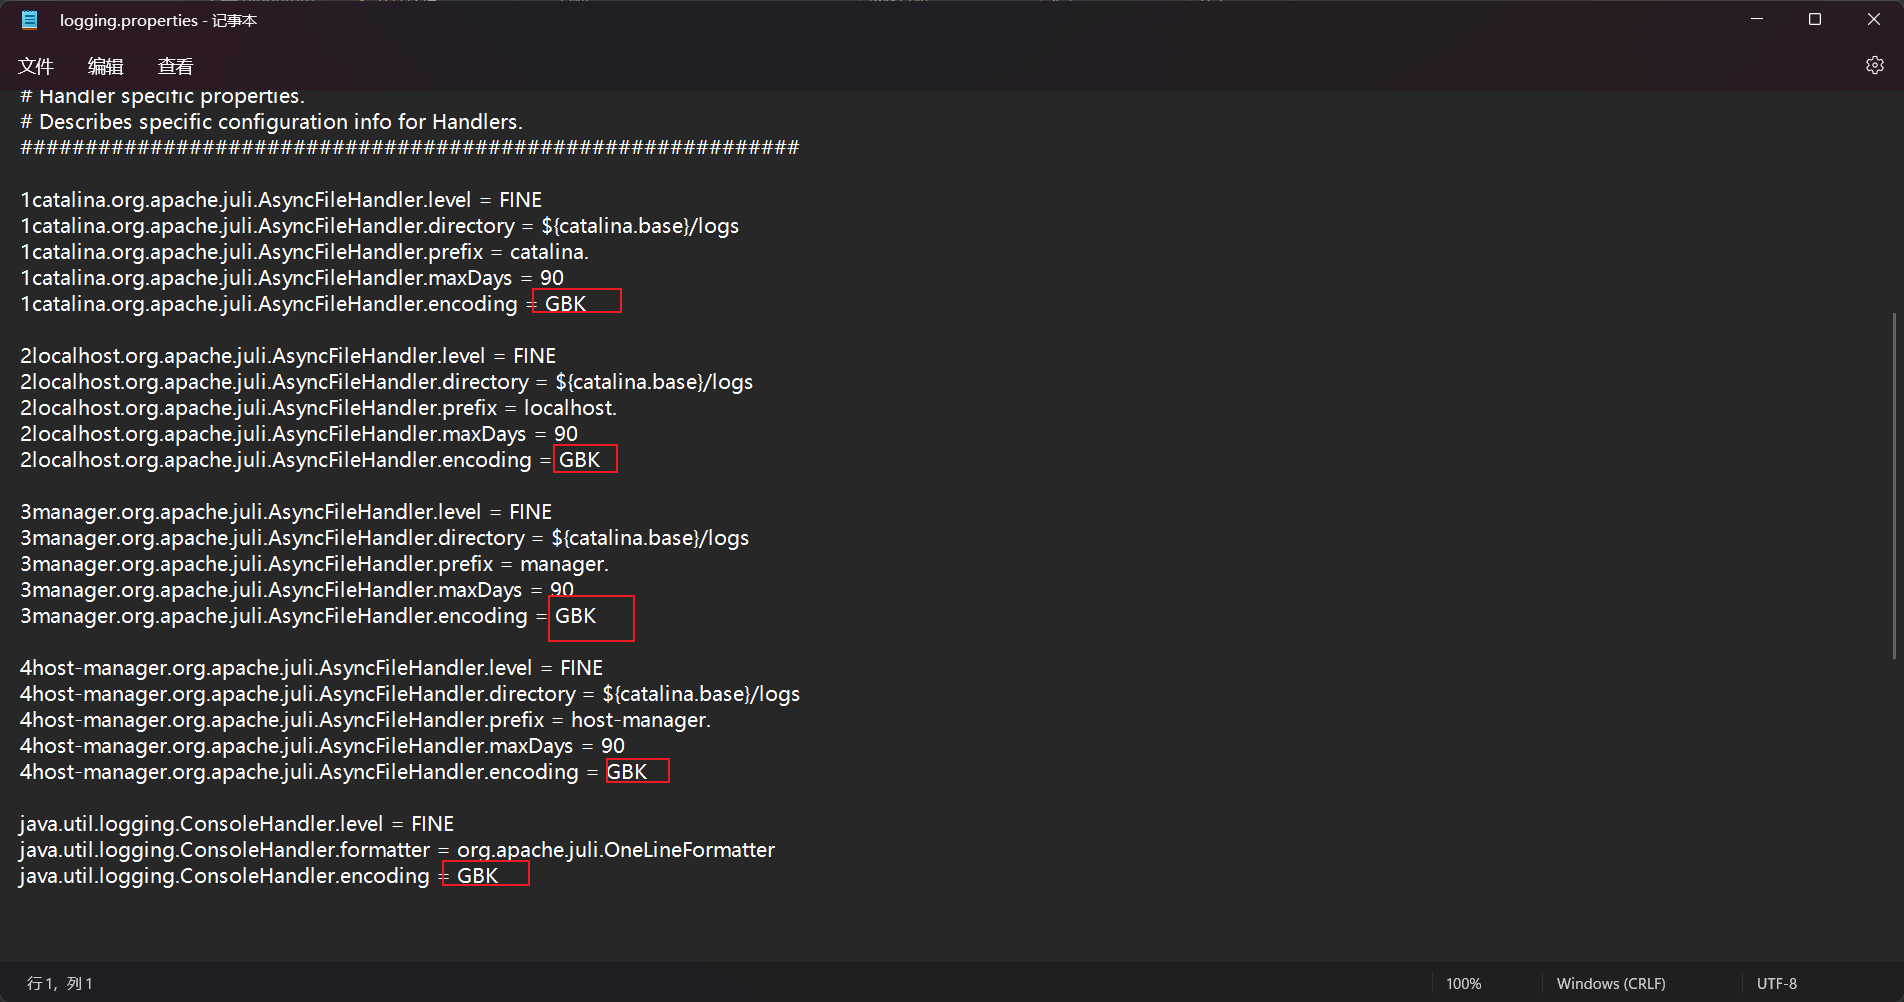 logging.properties - 记事本
文件 编辑 查看
# Handler specific properties.
# Describes specific configuration info for Handlers.
############################################################
1catalina.org.apache.juli.AsyncFileHandler.level = FINE
1catalina.org.apache.juli.AsyncFileHandler.directory = ${catalina.base}/logs
1catalina.org.apache.juli.AsyncFileHandler.prefix = catalina.
1catalina.org.apache.juli.AsyncFileHandler.maxDays = 90
1catalina.org.apache.juli.AsyncFileHandler.encoding = GBK
2localhost.org.apache.juli.AsyncFileHandler.level = FINE
2localhost.org.apache.juli.AsyncFileHandler.directory = ${catalina.base}/logs
2localhost.org.apache.juli.AsyncFileHandler.prefix = localhost.
2localhost.org.apache.juli.AsyncFileHandler.maxDays = 90
2localhost.org.apache.juli.AsyncFileHandler.encoding = GBK
3manager.org.apache.juli.AsyncFileHandler.level = FINE
3manager.org.apache.juli.AsyncFileHandler.directory = ${catalina.base}/logs
3manager.org.apache.juli.AsyncFileHandler.prefix = manager.
3manager.org.apache.juli.AsyncFileHandler.maxDays = 90
3manager.org.apache.juli.AsyncFileHandler.encoding = GBK
4host-manager.org.apache.juli.AsyncFileHandler.level = FINE
4host-manager.org.apache.juli.AsyncFileHandler.directory = ${catalina.base}/logs
4host-manager.org.apache.juli.AsyncFileHandler.prefix = host-manager.
4host-manager.org.apache.juli.AsyncFileHandler.maxDays = 90
4host-manager.org.apache.juli.AsyncFileHandler.encoding = GBK
java.util.logging.ConsoleHandler.level = FINE
java.util.logging.ConsoleHandler.formatter = org.apache.juli.OneLineFormatter
java.util.logging.ConsoleHandler.encoding = GBK
行 1, 列 1 100% Windows (CRLF) UTF-8